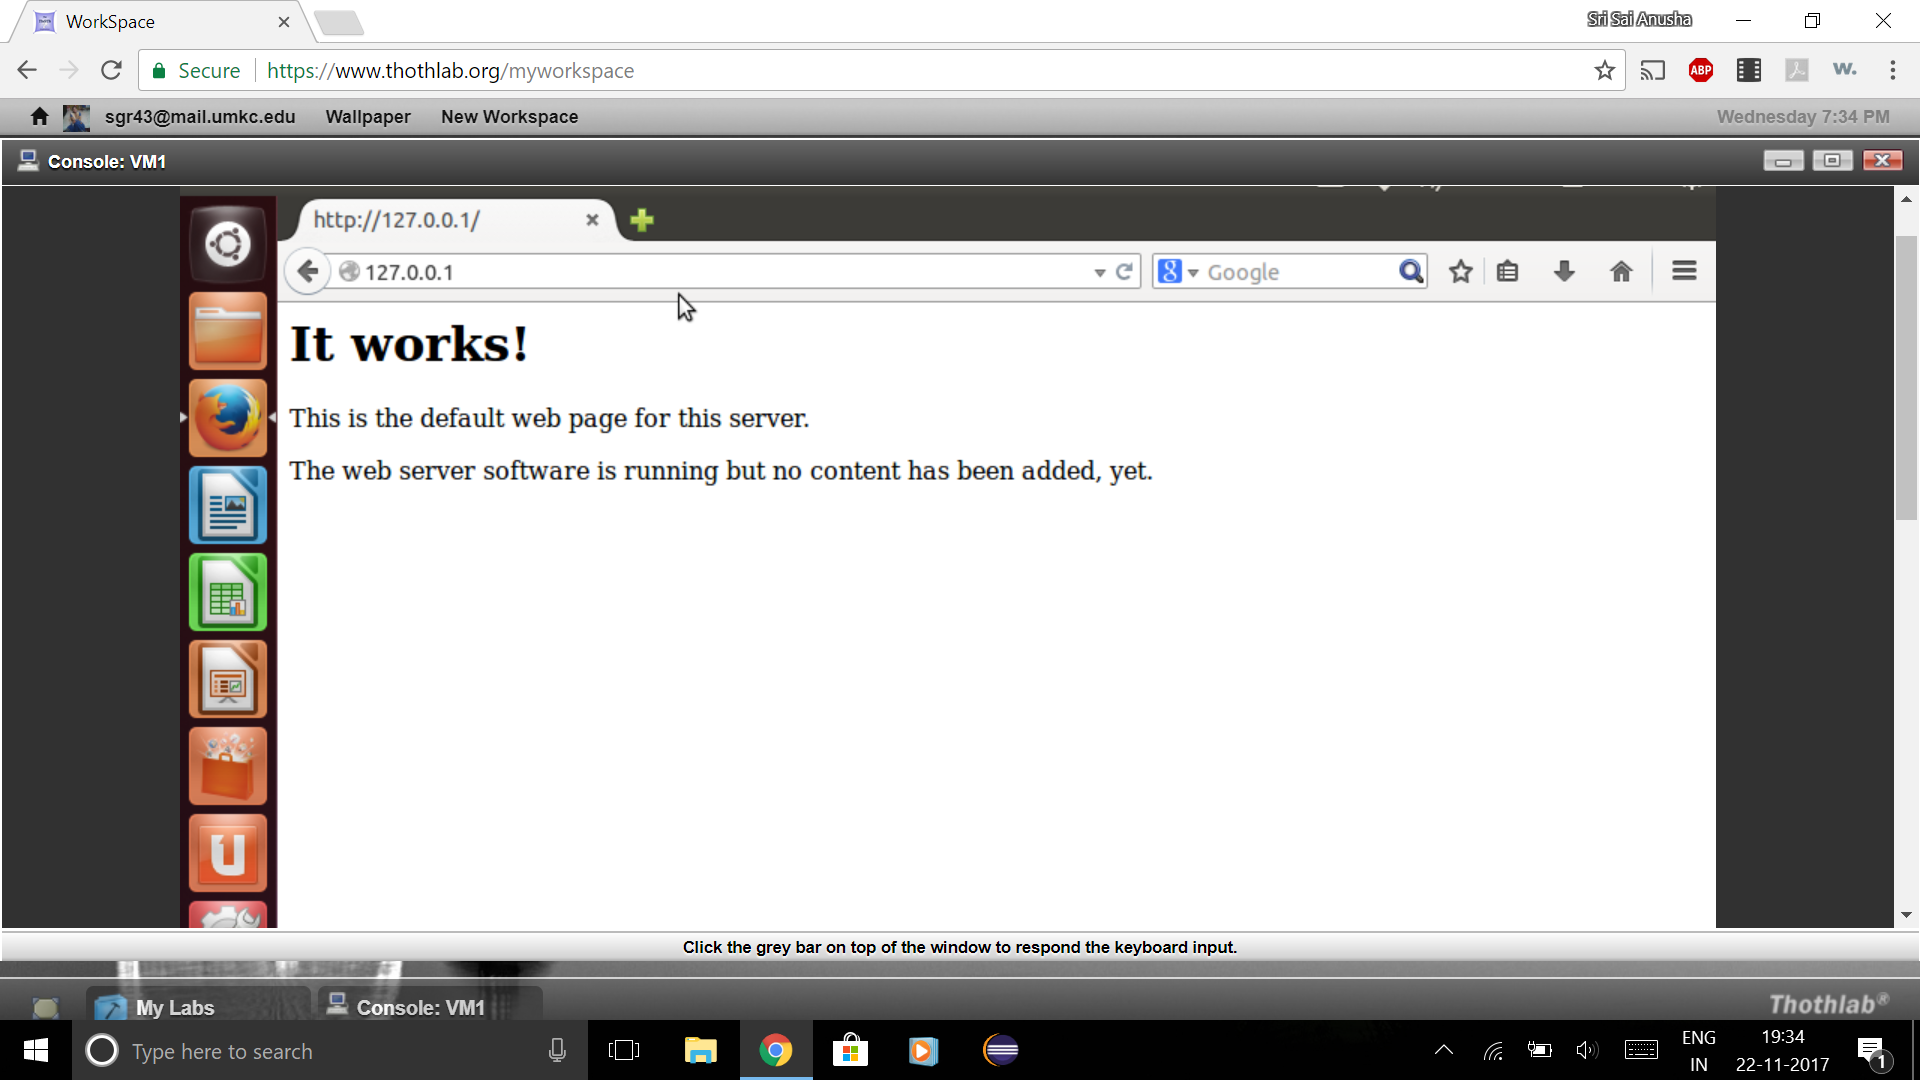 WorkSpace
Sri Sai Anusha
Secure
https://www.thothlab.org/myworkspace
ABP
w.
sgr43@mail.umkc.edu Wallpaper New Workspace
Wednesday 7:34 PM
Console: VM1
http://127.0.0.1/
127.0.0.1
8 Google
It works!
This is the default web page for this server.
The web server software is running but no content has been added, yet.
Click the grey bar on top of the window to respond the keyboard input.
My Labs
Console: VM1
Thothlab®
Type here to search
ENG
IN
19:34
22-11-2017
1